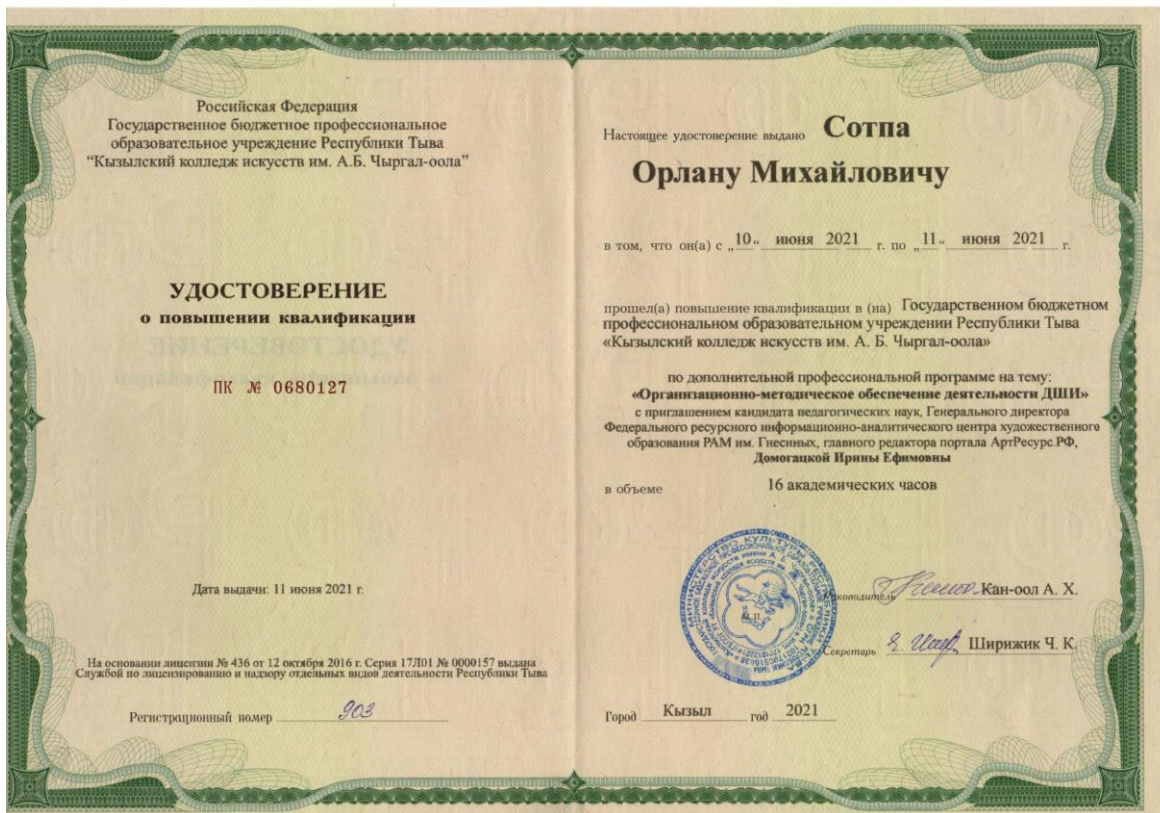 Российская Федерация
Государственное бюджетное профессиональное
образовательное учреждение Республики Тыва
“Кызылский колледж искусств им. А.Б. Чыргал-оола”
УДОСТОВЕРЕНИЕ
о повышении квалификации
ПК № 0680127
Дата выдачи: 11 июня 2021 г.
На основании лицензии № 436 от 12 октября 2016 г. Серия 17Л01 № 0000157 выдана
Службой по лицензированию и надзору отдельных видов деятельности Республики Тыва
Регистрационный номер 903
Настоящее удостоверение выдано Сотпа
Орлану Михайловичу
в том, что он(а) с „10“ июня 2021 г. по „11“ июня 2021 г.
прошел(а) повышение квалификации в (на) Государственном бюджетном
профессиональном образовательном учреждении Республики Тыва
«Кызылский колледж искусств им. А. Б. Чыргал-оола»
по дополнительной профессиональной программе на тему:
«Организационно-методическое обеспечение деятельности ДШИ»
с приглашением кандидата педагогических наук, Генерального директора
Федерального ресурсного информационно-аналитического центра художественного
образования РАМ им. Гнесиных, главного редактора портала АртРесурс.РФ,
Домогацкой Ирины Ефимовны
в объеме 16 академических часов
М.П.
Руководитель Кан-оол А. Х.
Секретарь Ширижик Ч. К.
Город Кызыл год 2021